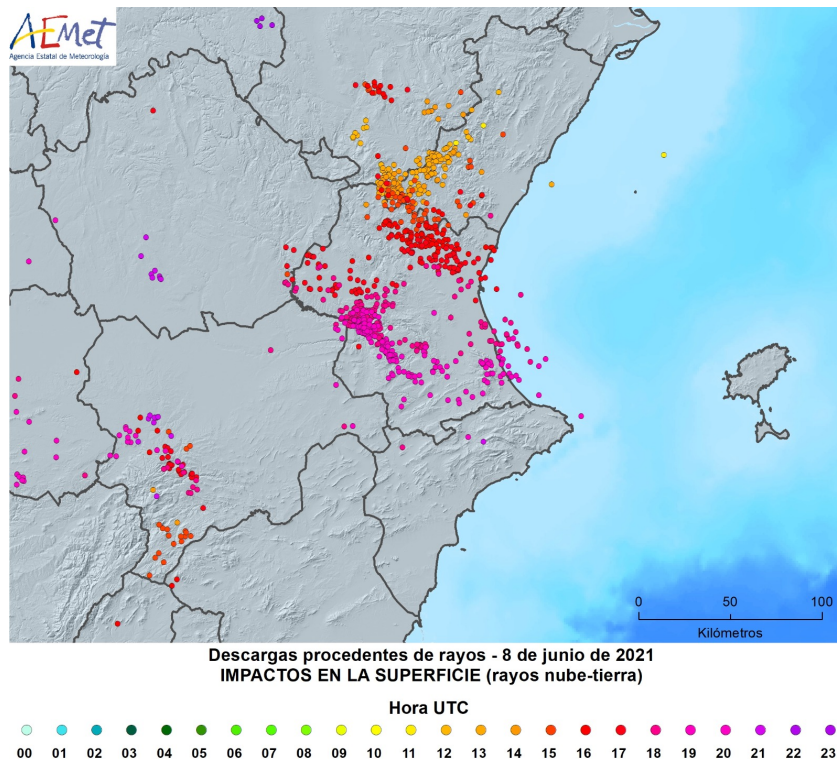 AEMet
Agencia Estatal de Meteorología
0 50 100
Kilómetros
Descargas procedentes de rayos - 8 de junio de 2021
IMPACTOS EN LA SUPERFICIE (rayos nube-tierra)
Hora UTC
00 01 02 03 04 05 06 07 08 09 10 11 12 13 14 15 16 17 18 19 20 21 22 23